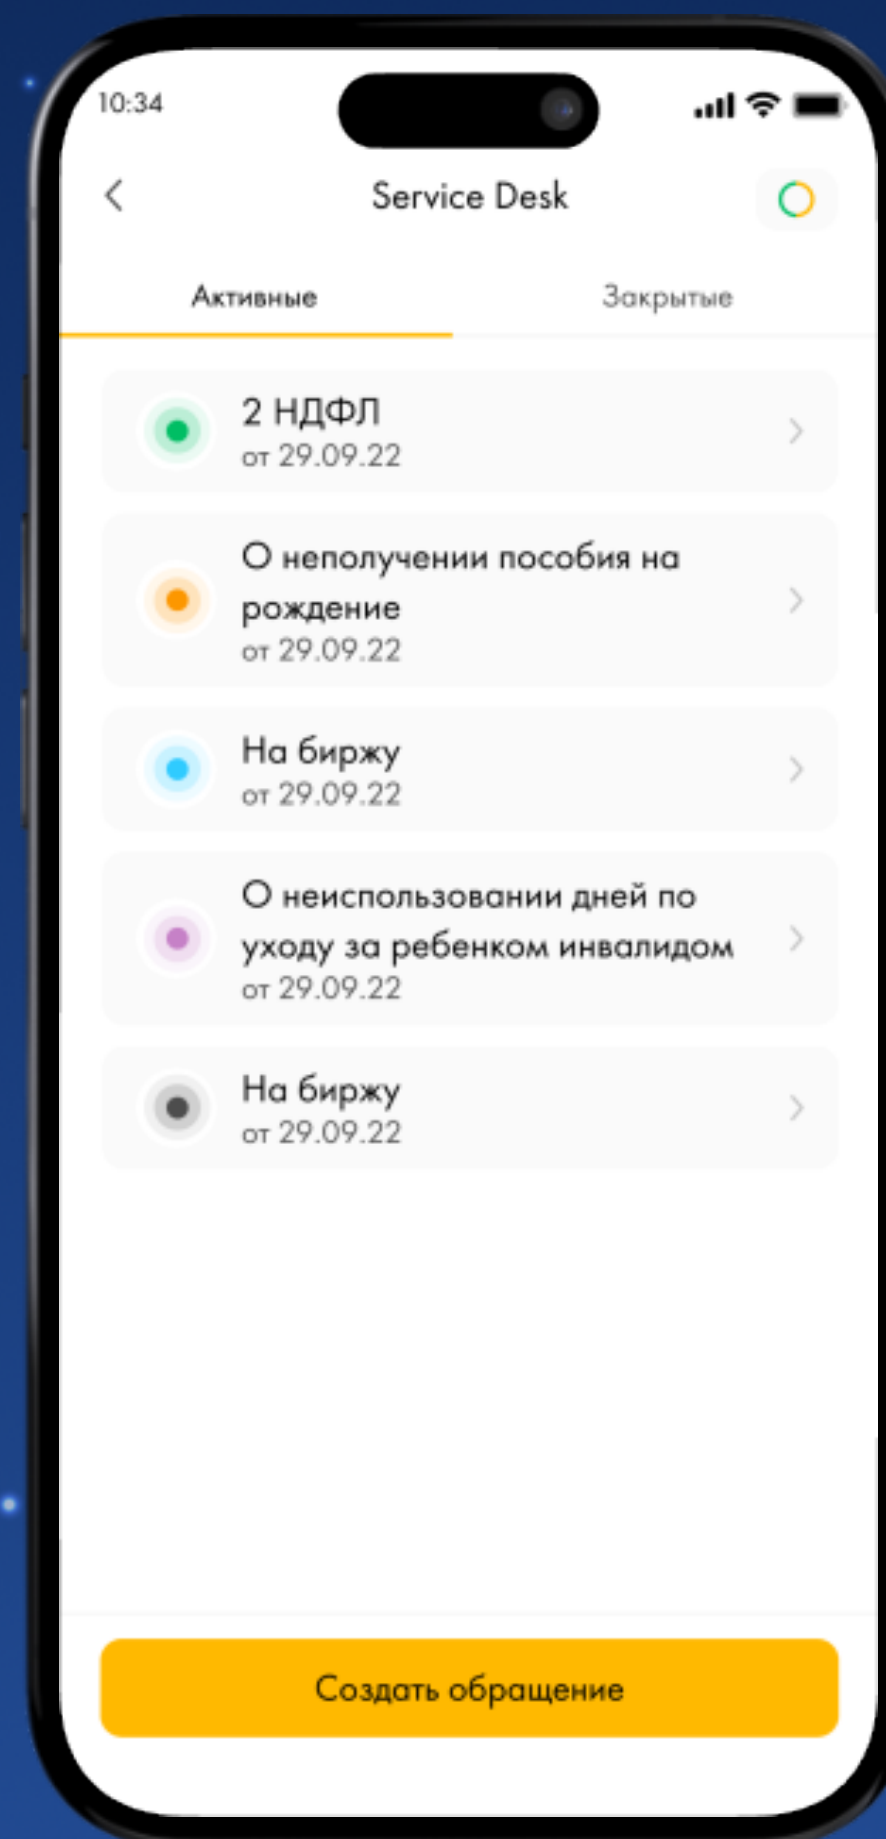 10:34
Service Desk
Активные
Закрытые
2 НДФЛ
от 29.09.22
О неполучении пособия на
рождение
от 29.09.22
На биржу
от 29.09.22
О неиспользовании дней по
уходу за ребенком инвалидом
от 29.09.22
На биржу
от 29.09.22
Создать обращение